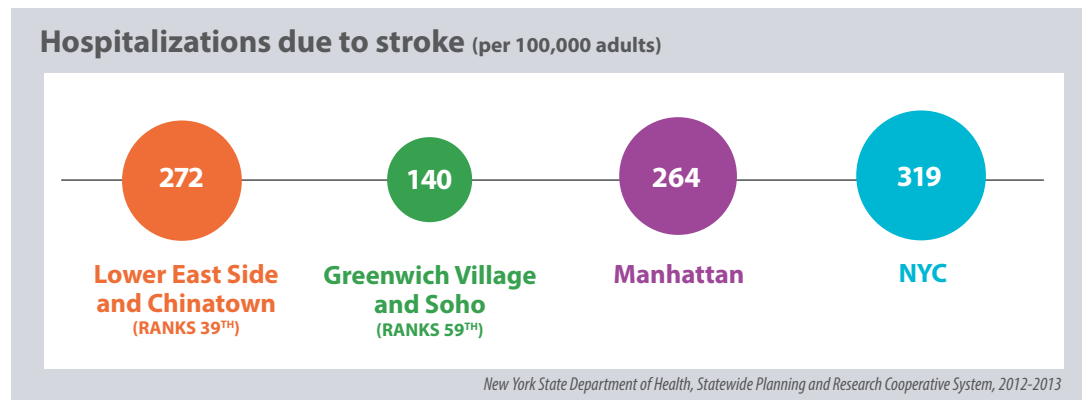 Hospitalizations due to stroke (per 100,000 adults)
272
140
264
319
Lower East Side
and Chinatown
(RANKS 39TH)
Greenwich Village
and Soho
(RANKS 59TH)
Manhattan
NYC
New York State Department of Health, Statewide Planning and Research Cooperative System, 2012-2013